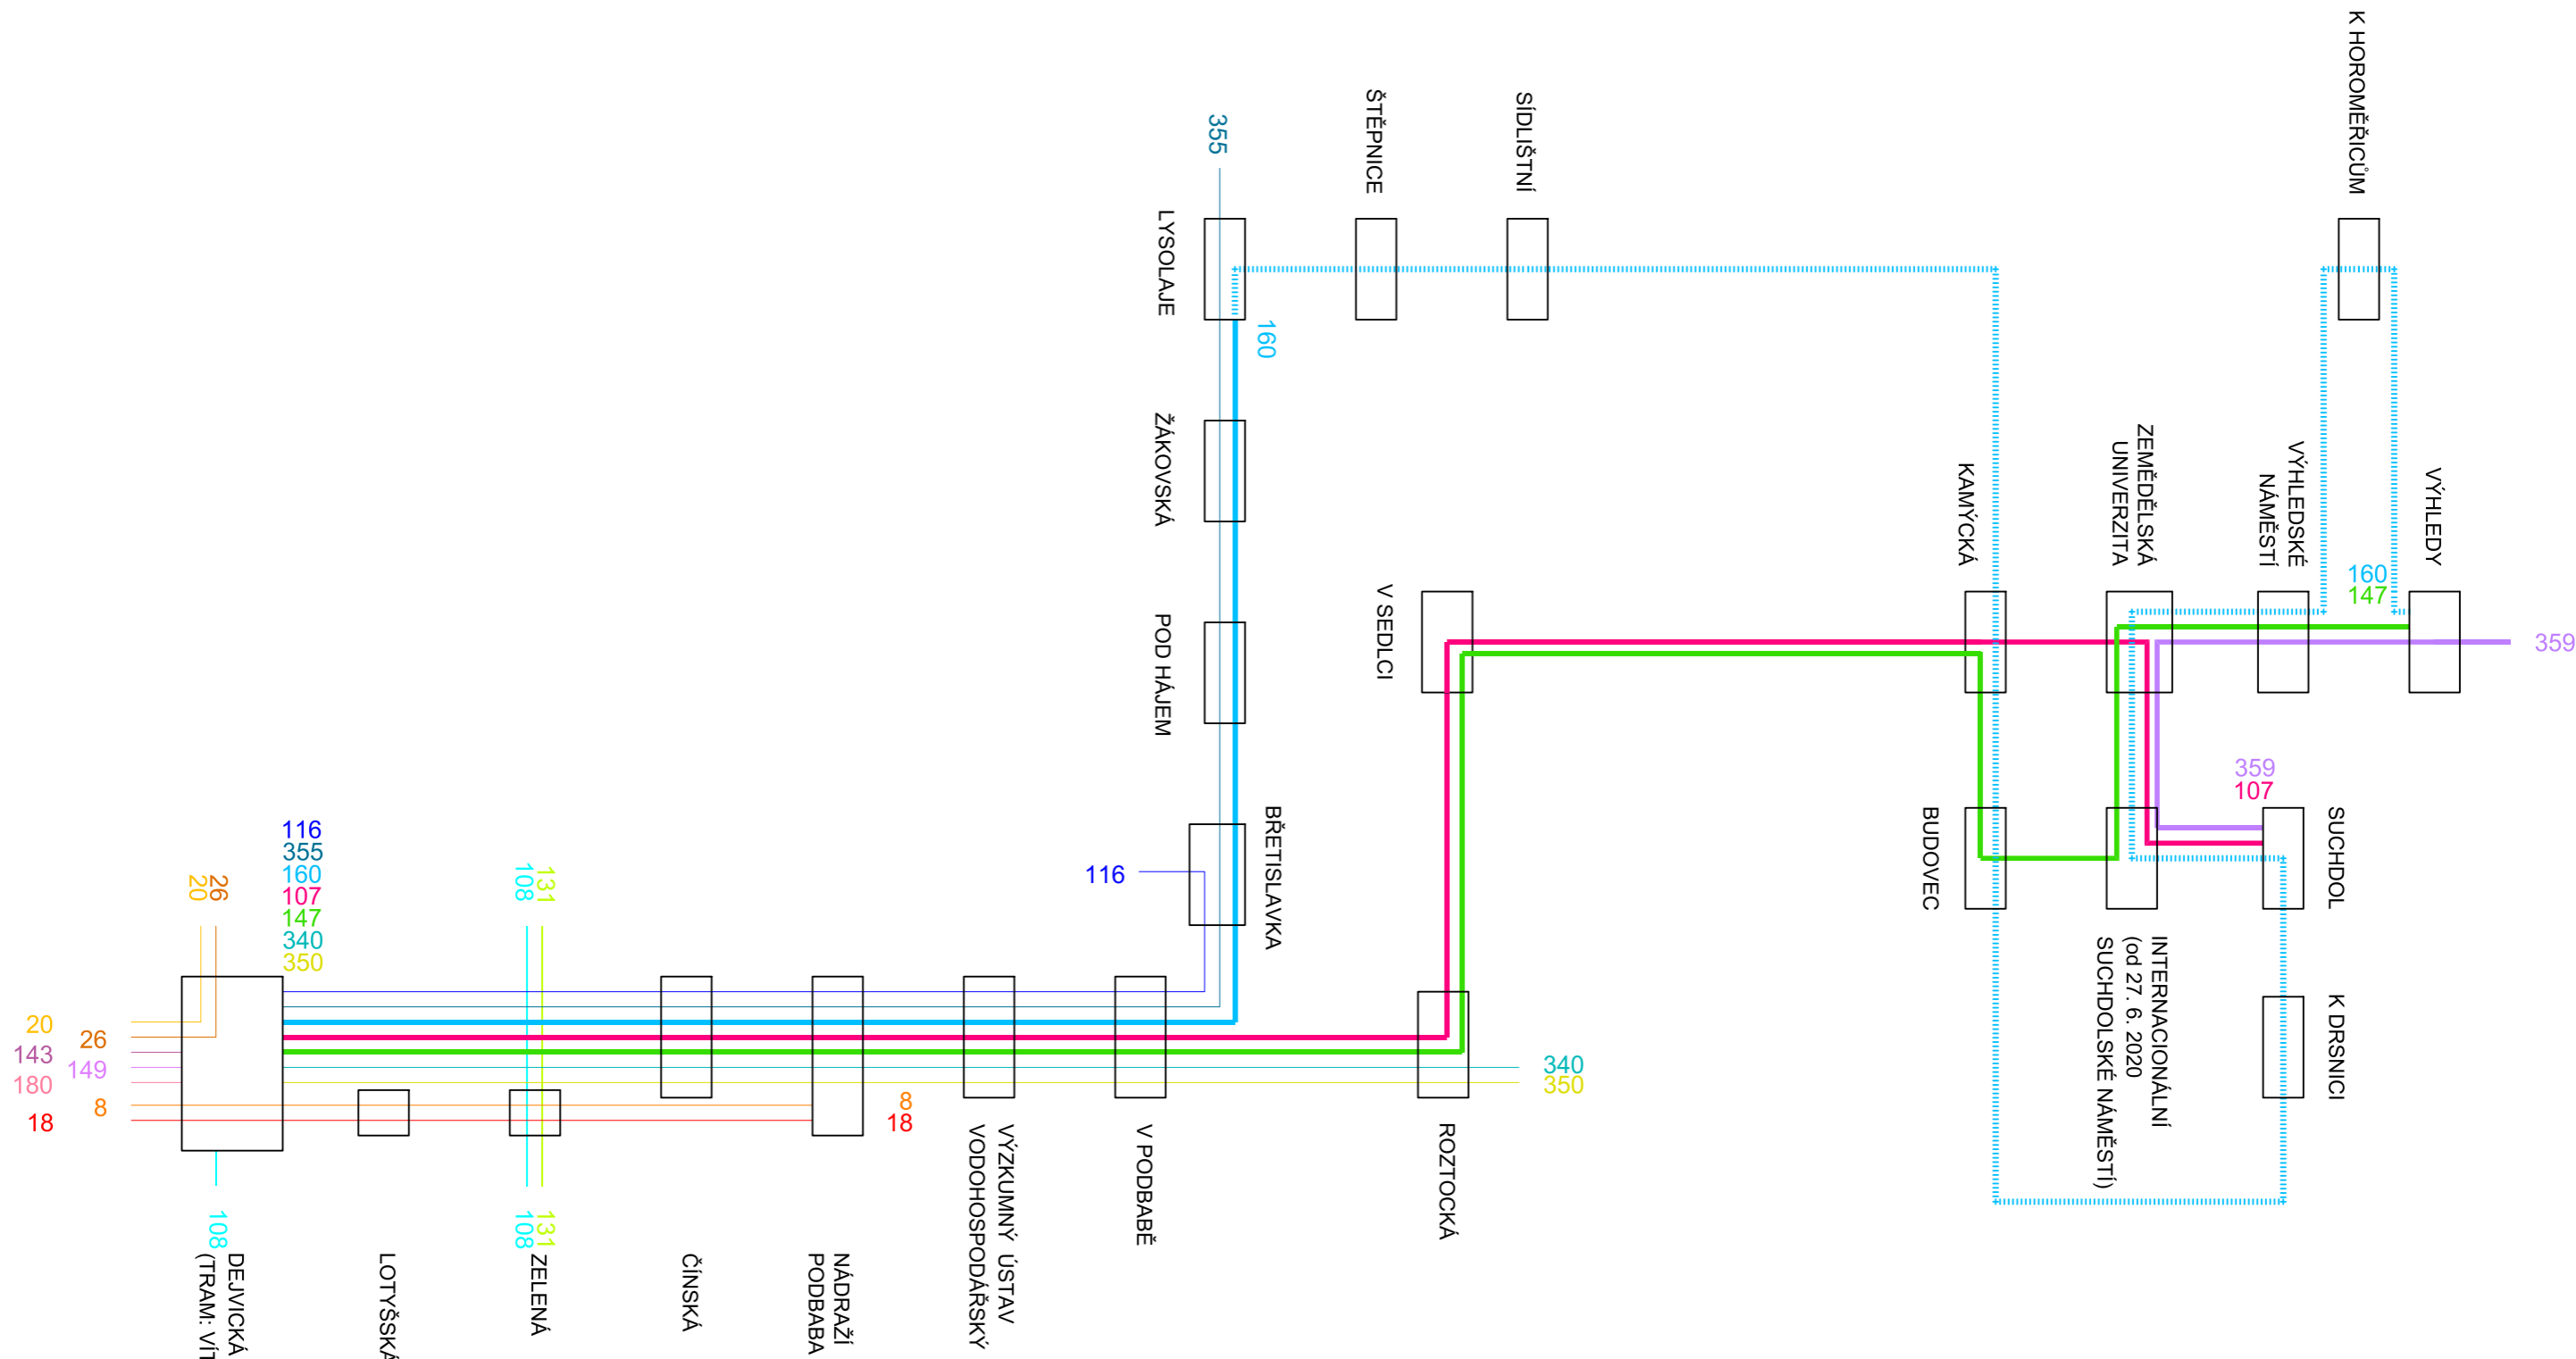 K HOROMĚŘICŮM
ŠTĚPNICE
SÍDLIŠTNÍ
355
LYSOLAJE
160
ŽÁKOVSKÁ
POD HÁJEM
BŘETISLAVKA
116
V SEDLCI
KAMÝCKÁ
ZEMĚDĚLSKÁ
UNIVERZITA
VÝHLEDSKÉ
NÁMĚSTÍ
VÝHLEDY
160
147
359
359
107
SUCHDOL
BUDOVEC
INTERNACIONÁLNÍ
(od 27. 6. 2020
SUCHDOLSKÉ NÁMĚSTÍ)
K DRSNICI
116
355
160
107
147
340
350
20
26
108
131
20
26
143
149
180
8
18
8
18
340
350
108
108
131
DEJVICKÁ
(TRAM: VÍT
LOTYŠSKÁ
ZELENÁ
ČÍNSKÁ
NÁDRAŽÍ
PODBABA
VÝZKUMNÝ ÚSTAV
VODOHOSPODÁŘSKÝ
V PODBABĚ
ROZTOCKÁ